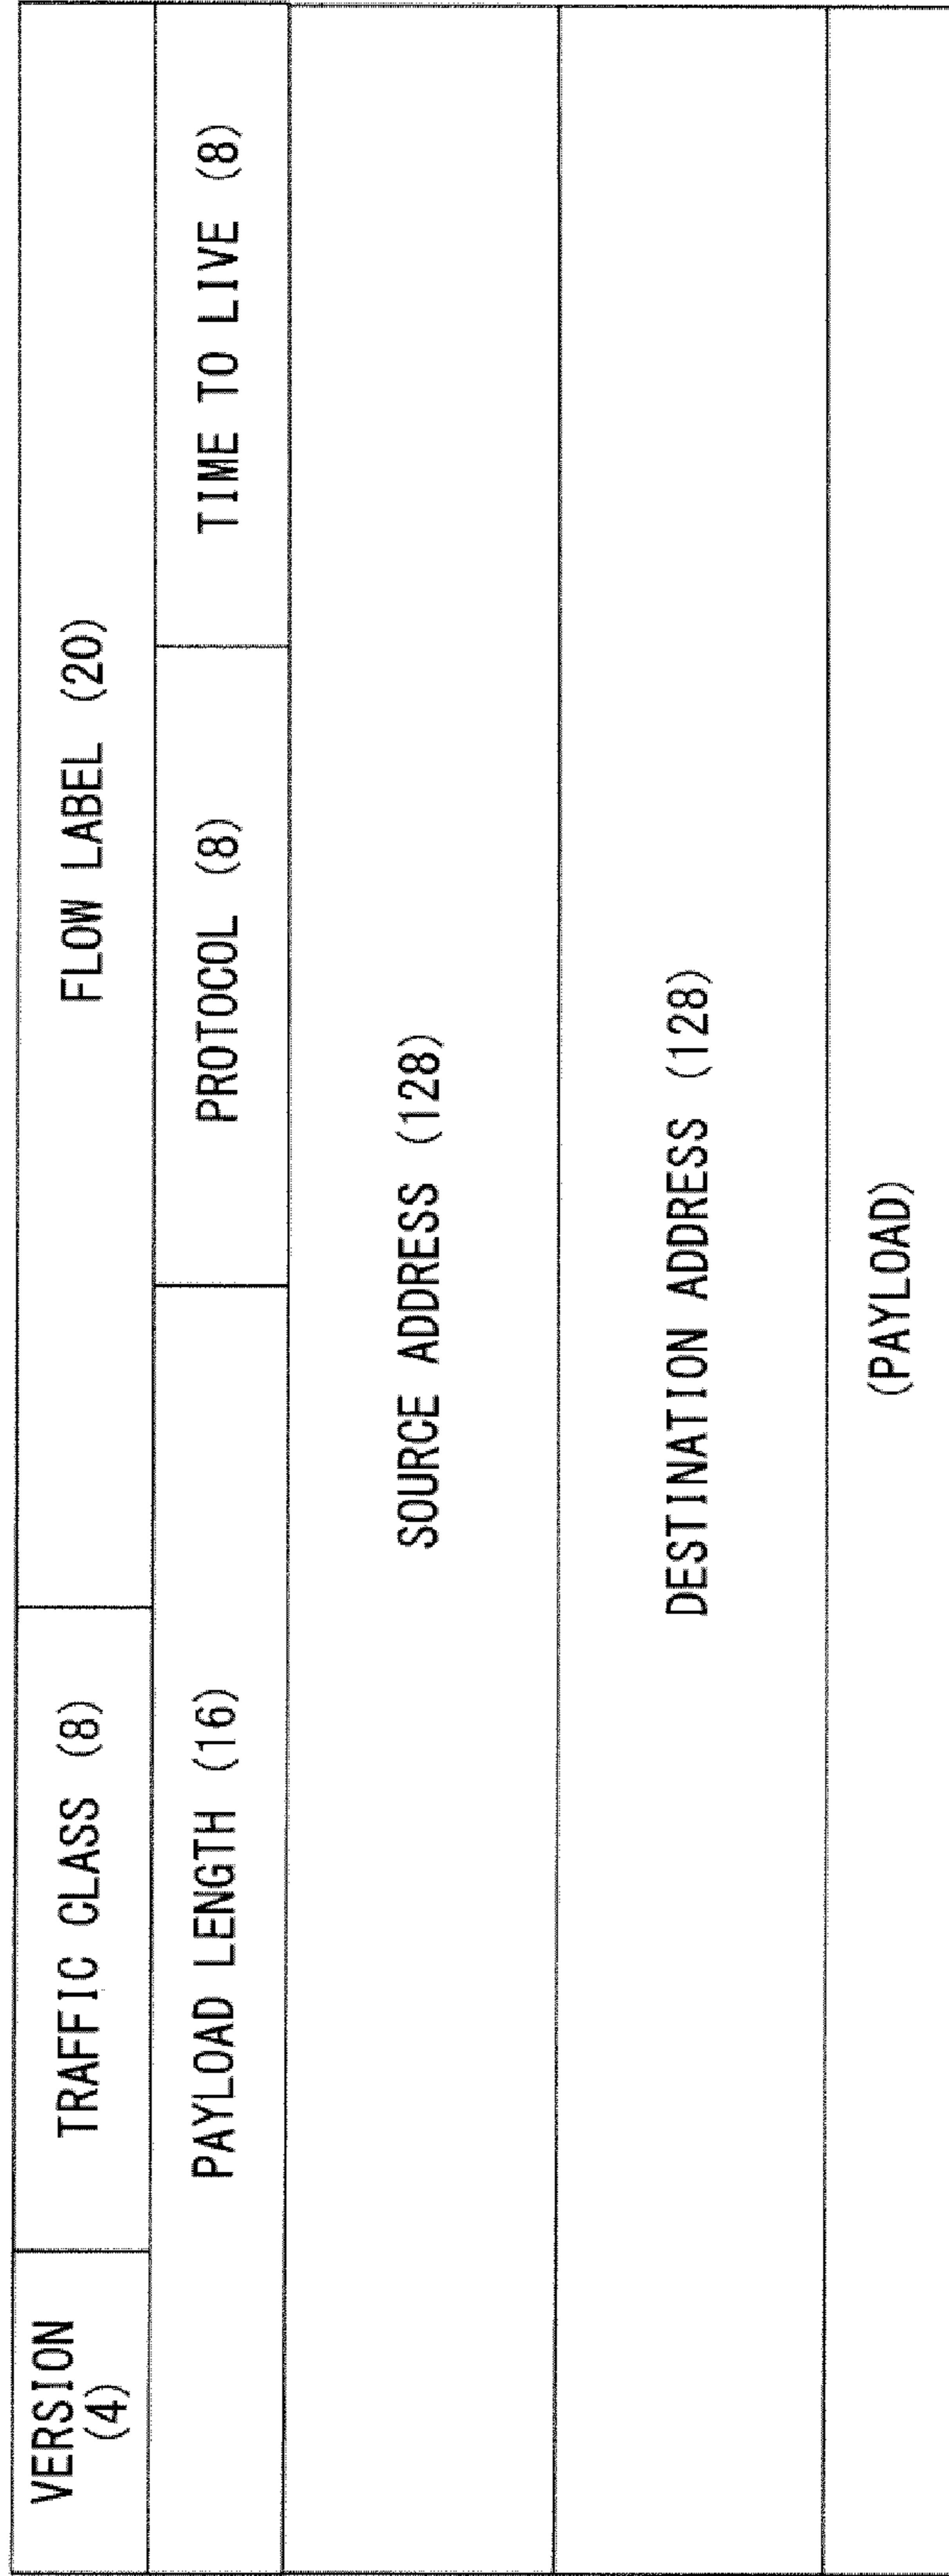 VERSION
(4)
TRAFFIC CLASS (8)
FLOW LABEL (20)
PAYLOAD LENGTH (16)
PROTOCOL (8)
TIME TO LIVE (8)
SOURCE ADDRESS (128)
DESTINATION ADDRESS (128)
(PAYLOAD)